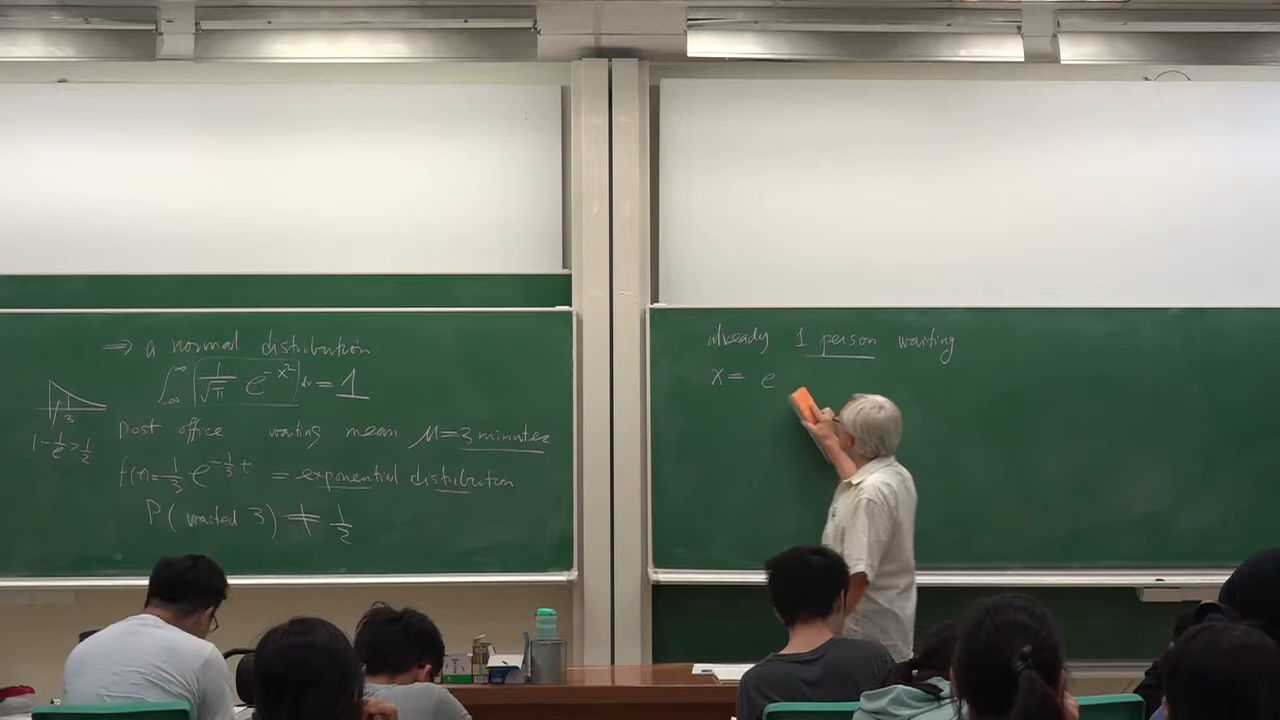 ⇒ a normal distribution
∫_{-∞}^{∞} 1/√π e^{-x²} dx = 1
3
1 - 1/e > 1/2
Post office waiting mean μ = 3 minutes
f(t) = 1/3 e^{-1/3 t} = exponential distribution
P( waited 3) ≠ 1/2
already 1 person waiting
X = e